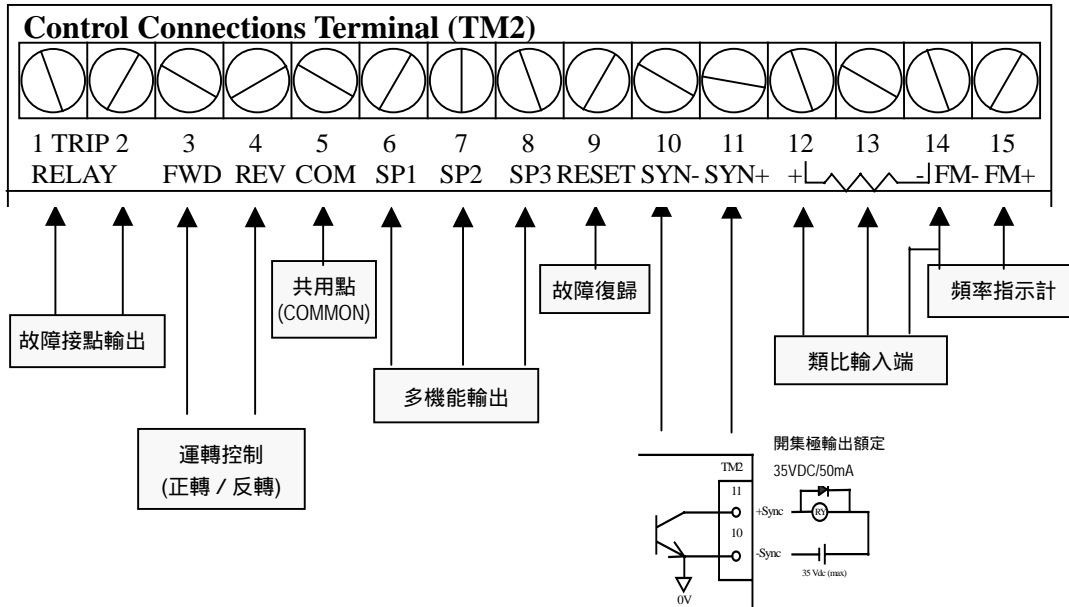 Control Connections Terminal (TM2)
1 TRIP 2 3 4 5 6 7 8 9 10 11 12 13 14 15
RELAY FWD REV COM SP1 SP2 SP3 RESET SYN- SYN+ + - FM- FM+
共用點
(COMMON)
故障復歸
頻率指示計
故障接點輸出
類比輸入端
多機能輸出
運轉控制
(正轉 / 反轉)
開集極輸出額定
35VDC/50mA
TM2
11
+Sync
RY
10
-Sync
35 Vdc (max)
0V